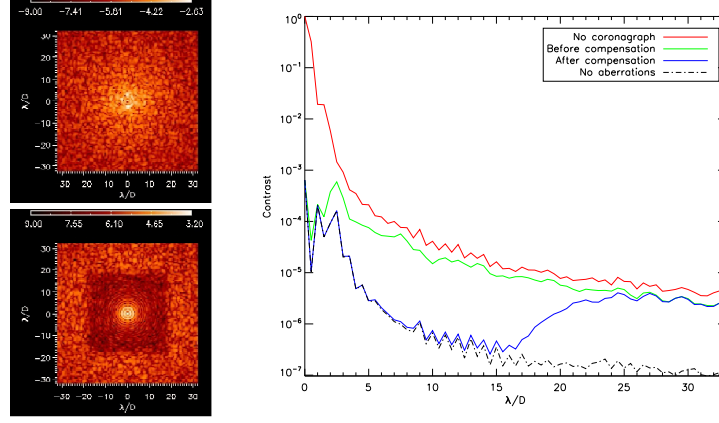 -9.00 -7.41 -5.81 -4.22 -2.63
30
20
10
0
-10
-20
-30
λ/D
-30 -20 -10 0 10 20 30
λ/D
9.00 7.55 6.10 4.65 3.20
30
20
10
0
-10
-20
-30
λ/D
-30 -20 -10 0 10 20 30
λ/D
10^0
10^-1
10^-2
10^-3
10^-4
10^-5
10^-6
10^-7
Contrast
No coronagraph
Before compensation
After compensation
No aberrations
0 5 10 15 20 25 30
λ/D